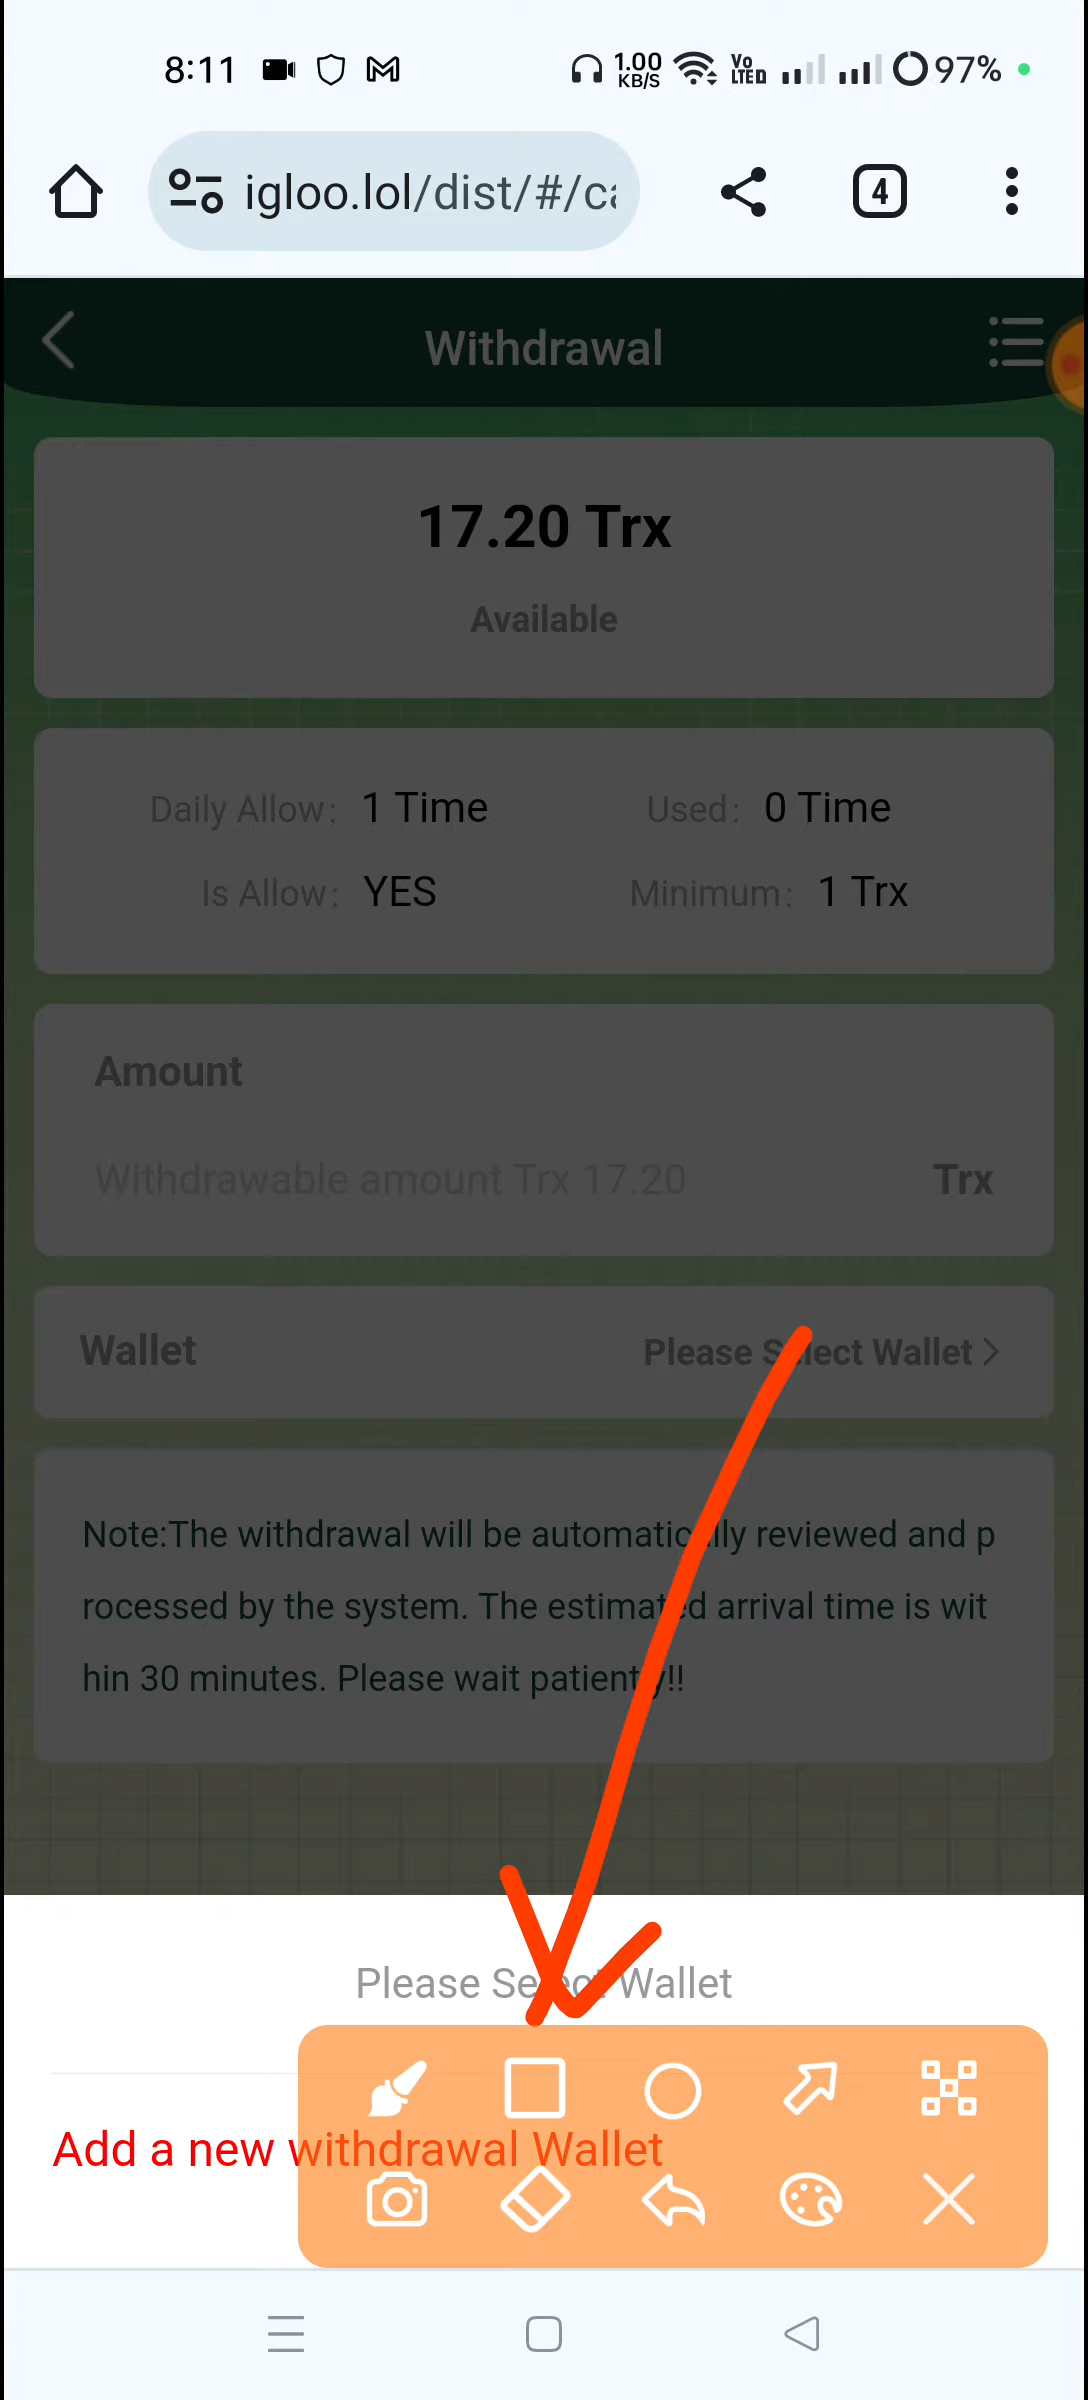 8:11 1.00 KB/S Vo LTE 97%
igloo.lol/dist/#/ca
4
Withdrawal
17.20 Trx
Available
Daily Allow: 1 Time Used: 0 Time
Is Allow: YES Minimum: 1 Trx
Amount
Withdrawable amount Trx 17.20 Trx
Wallet Please Select Wallet
Note:The withdrawal will be automatically reviewed and p
rocessed by the system. The estimated arrival time is wit
hin 30 minutes. Please wait patiently!!
Please Select Wallet
Add a new withdrawal Wallet